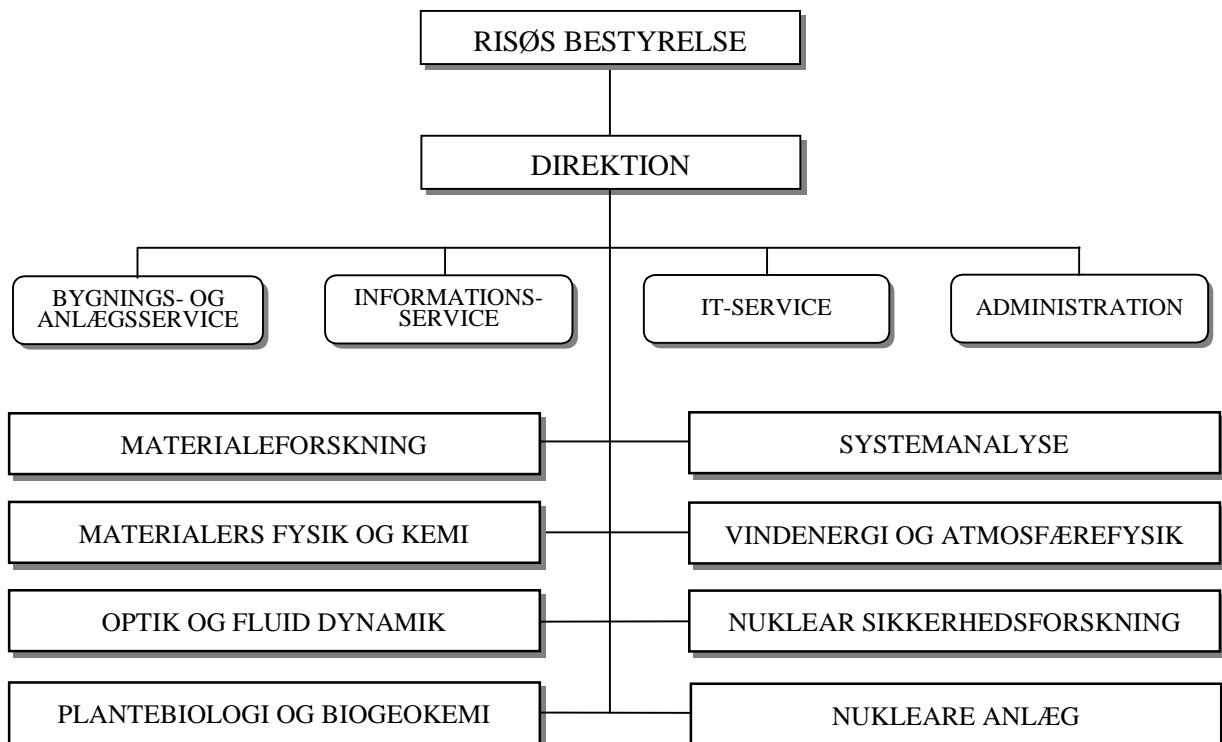 RISØS BESTYRELSE
DIREKTION
BYGNINGS- OG
ANLÆGSSERVICE
INFORMATIONS-
SERVICE
IT-SERVICE
ADMINISTRATION
MATERIALEFORSKNING
SYSTEMANALYSE
MATERIALERS FYSIK OG KEMI
VINDENERGI OG ATMOSFÆREFYSIK
OPTIK OG FLUID DYNAMIK
NUKLEAR SIKKERHEDSFORSKNING
PLANTEBIOLOGI OG BIOGEOKEMI
NUKLEARE ANLÆG